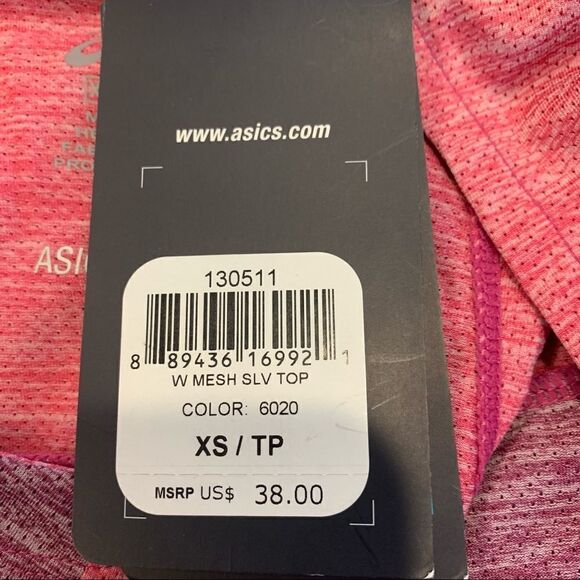 www.asics.com
130511
8 89436 16992 1
W MESH SLV TOP
COLOR: 6020
XS / TP
MSRP US$ 38.00